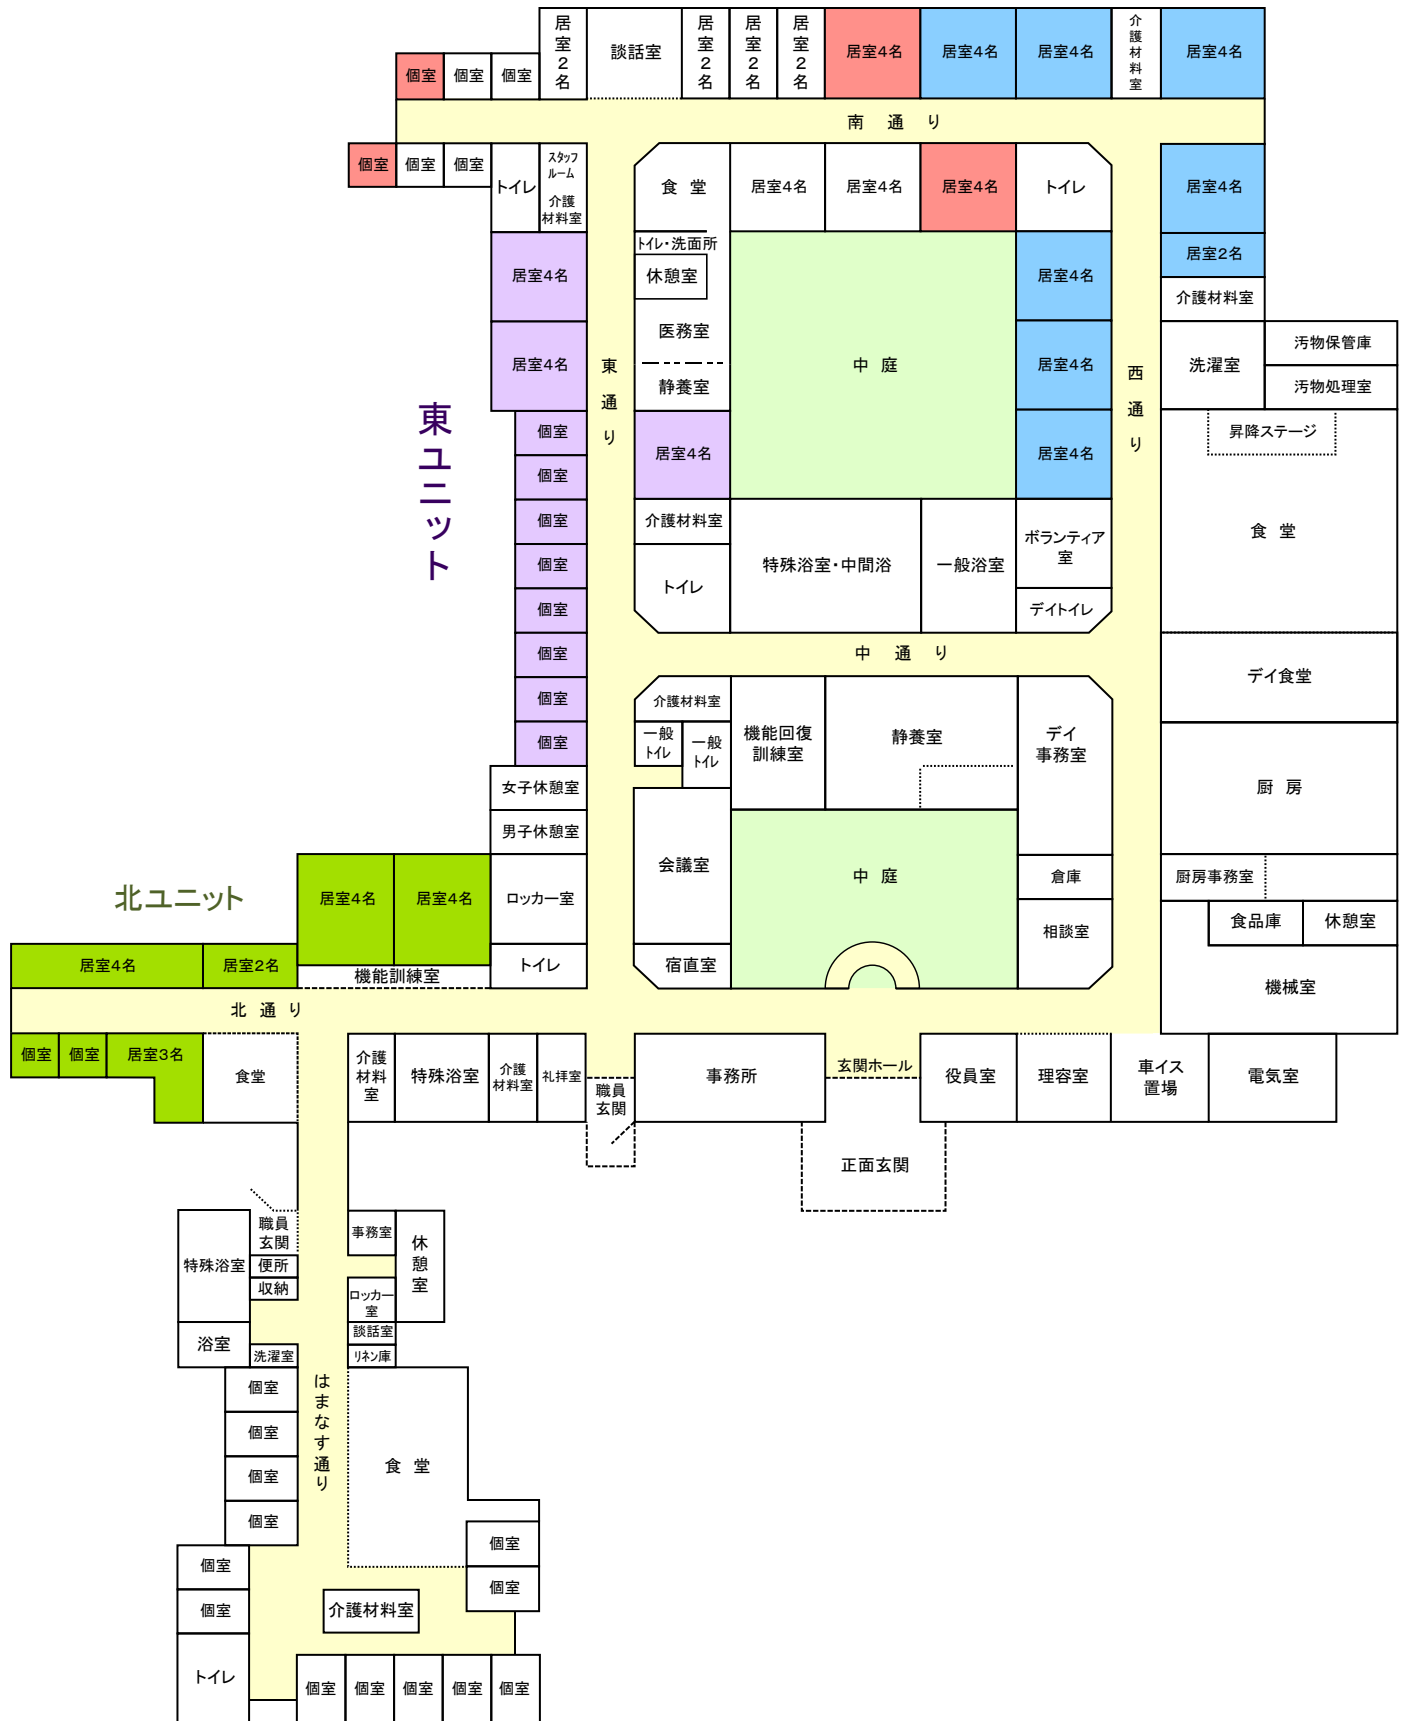 居室2名
談話室
居室2名
居室2名
居室2名
居室4名
居室4名
居室4名
介護材料室
居室4名
個室
個室
個室
南 通 り
個室
個室
個室
トイレ
スタッフ
ルーム
介護
材料室
食 堂
居室4名
居室4名
居室4名
トイレ
居室4名
トイレ・洗面所
休憩室
医務室
静養室
居室4名
居室4名
居室4名
東通り
中 庭
居室4名
居室4名
居室4名
西通り
居室2名
介護材料室
洗濯室
汚物保管庫
汚物処理室
昇降ステージ
食 堂
東ユニット
個室
個室
個室
個室
個室
個室
個室
個室
介護材料室
トイレ
特殊浴室・中間浴
一般浴室
ボランティア
室
デイトイレ
中 通 り
デイ食堂
介護材料室
一般
トイレ
一般
トイレ
機能回復
訓練室
静養室
デイ
事務室
厨 房
女子休憩室
男子休憩室
会議室
中 庭
倉庫
相談室
厨房事務室
食品庫
休憩室
機械室
北ユニット
居室4名
居室4名
ロッカー室
居室4名
居室2名
機能訓練室
トイレ
宿直室
北 通 り
個室
個室
居室3名
食堂
介護
材料
室
特殊浴室
介護
材料室
礼拝室
職員
玄関
事務所
玄関ホール
役員室
理容室
車イス
置場
電気室
正面玄関
職員
玄関
特殊浴室
便所
収納
事務室
休憩室
ロッカー
室
浴室
談話室
洗濯室
リネン庫
はまなす通り
個室
個室
個室
個室
食 堂
個室
個室
個室
個室
介護材料室
トイレ
個室
個室
個室
個室
個室